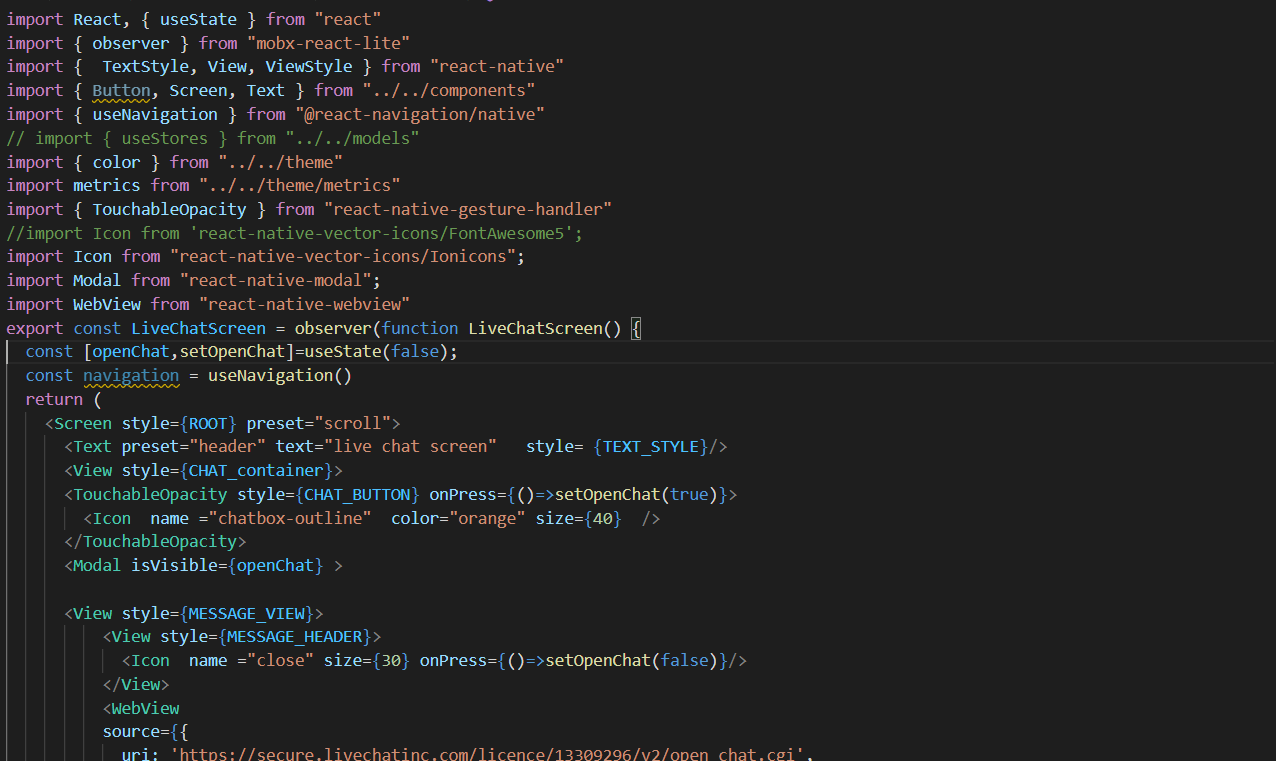 import React, { useState } from "react"
import { observer } from "mobx-react-lite"
import {  TextStyle, View, ViewStyle } from "react-native"
import { Button, Screen, Text } from "../../components"
import { useNavigation } from "@react-navigation/native"
// import { useStores } from "../../models"
import { color } from "../../theme"
import metrics from "../../theme/metrics"
import { TouchableOpacity } from "react-native-gesture-handler"
//import Icon from 'react-native-vector-icons/FontAwesome5';
import Icon from "react-native-vector-icons/Ionicons";
import Modal from "react-native-modal";
import WebView from "react-native-webview"
export const LiveChatScreen = observer(function LiveChatScreen() {
  const [openChat,setOpenChat]=useState(false);
  const navigation = useNavigation()
  return (
    <Screen style={ROOT} preset="scroll">
      <Text preset="header" text="live chat screen"   style= {TEXT_STYLE}/>
      <View style={CHAT_container}>
      <TouchableOpacity style={CHAT_BUTTON} onPress={()=>setOpenChat(true)}>
        <Icon  name ="chatbox-outline"  color="orange" size={40}  />
      </TouchableOpacity>
      <Modal isVisible={openChat} >
      <View style={MESSAGE_VIEW}>
          <View style={MESSAGE_HEADER}>
            <Icon  name ="close" size={30} onPress={()=>setOpenChat(false)}/>
          </View>
          <WebView
          source={{
            uri: 'https://secure.livechatinc.com/licence/13309296/v2/open_chat.cgi',